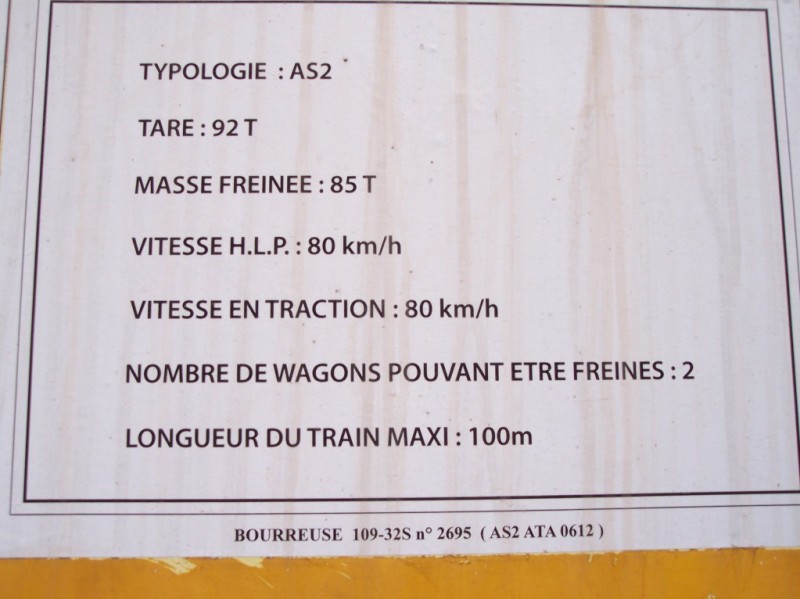 TYPOLOGIE : AS2
TARE : 92 T
MASSE FREINEE : 85 T
VITESSE H.L.P. : 80 km/h
VITESSE EN TRACTION : 80 km/h
NOMBRE DE WAGONS POUVANT ETRE FREINES : 2
LONGUEUR DU TRAIN MAXI : 100m
BOURREUSE 109-32S n° 2695 ( AS2 ATA 0612 )